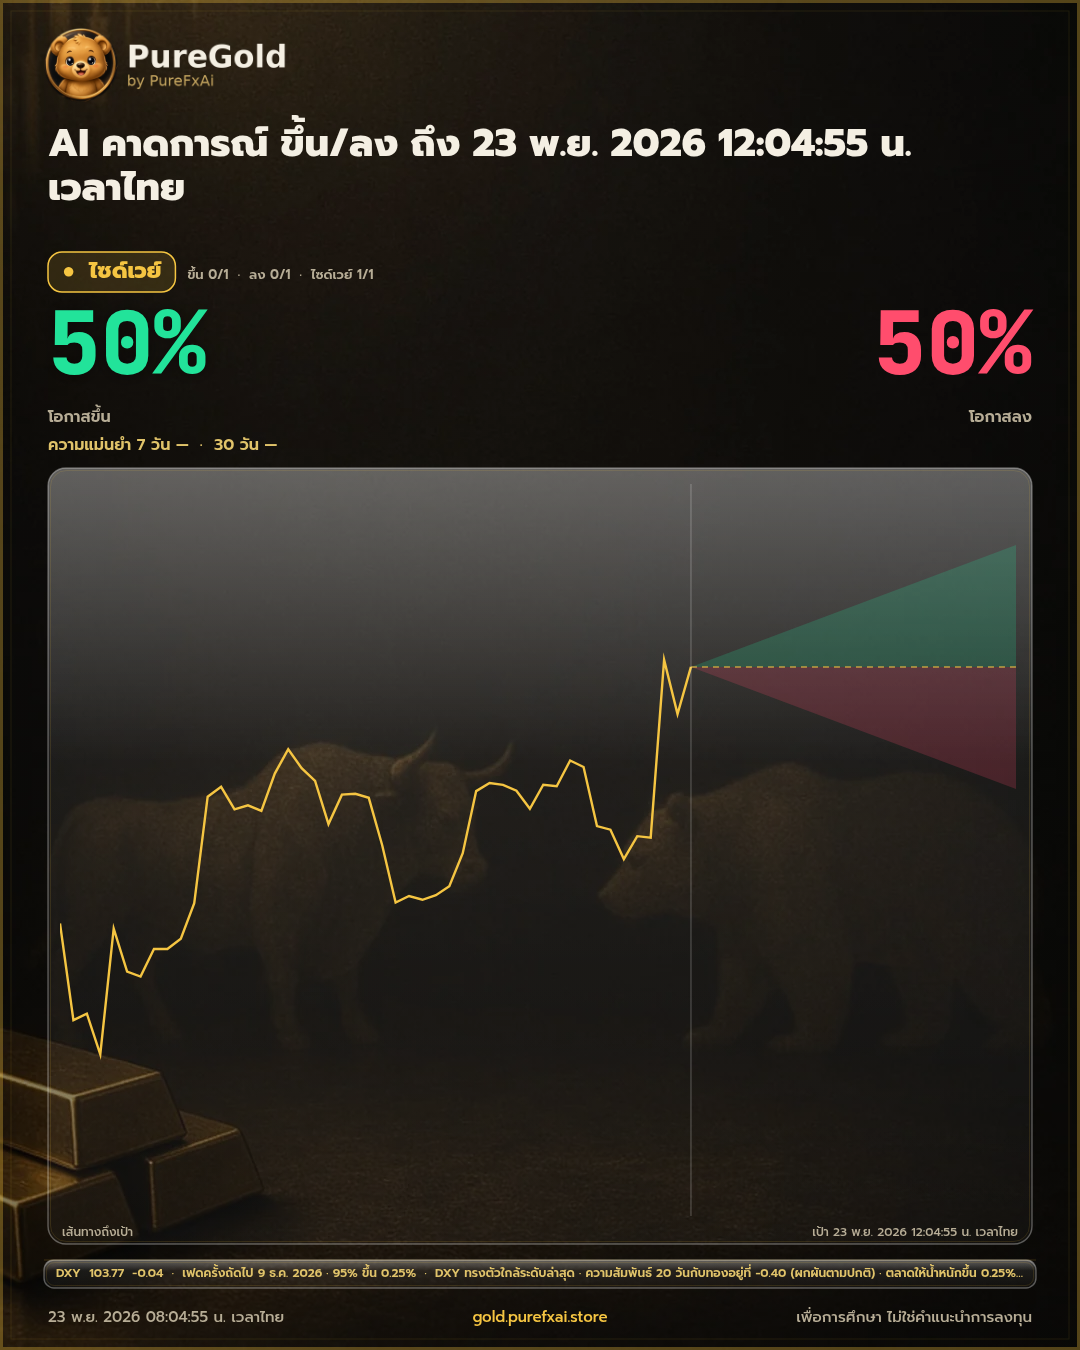 PureGold
by PureFxAi
AI คาดการณ์ ขึ้น/ลง ถึง 23 พ.ย. 2026 12:04:55 น.
เวลาไทย
ไซด์เวย์
ขึ้น 0/1 · ลง 0/1 · ไซด์เวย์ 1/1
50%
50%
โอกาสขึ้น
โอกาสลง
ความแม่นยำ 7 วัน — · 30 วัน —
เส้นทางถึงเป้า
เป้า 23 พ.ย. 2026 12:04:55 น. เวลาไทย
DXY 103.77 -0.04 · เฟดครั้งถัดไป 9 ธ.ค. 2026 · 95% ขึ้น 0.25% · DXY ทรงตัวใกล้ระดับล่าสุด · ความสัมพันธ์ 20 วันกับทองอยู่ที่ -0.40 (ผกผันตามปกติ) · ตลาดให้น้ำหนักขึ้น 0.25%...
23 พ.ย. 2026 08:04:55 น. เวลาไทย
gold.purefxai.store
เพื่อการศึกษา ไม่ใช่คำแนะนำการลงทุน